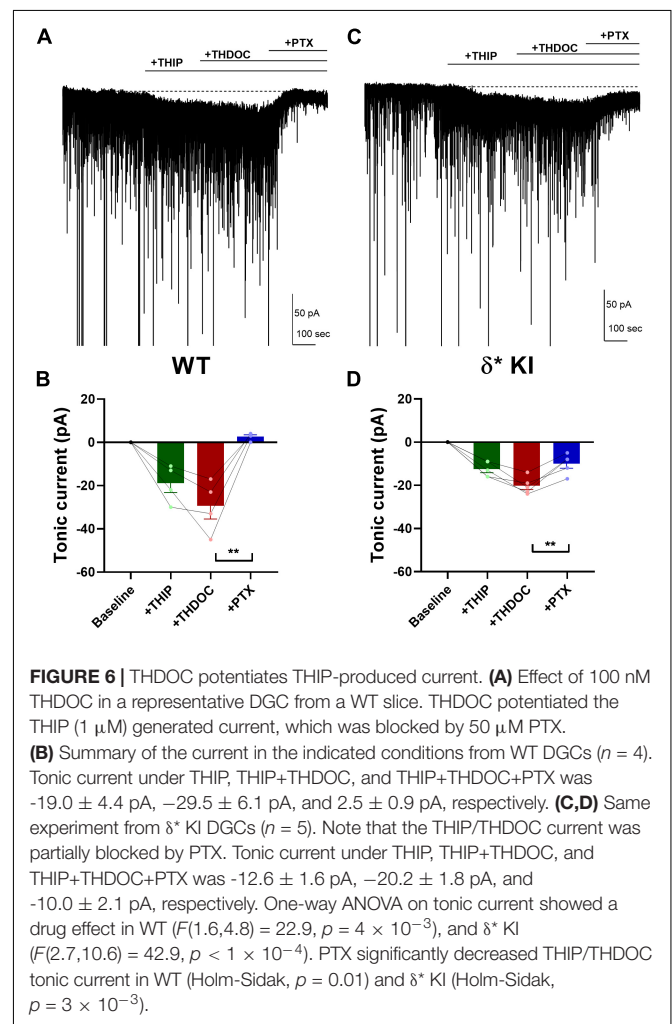 A
+PTX
+THDOC
+THIP
50 pA
100 sec
C
+PTX
+THDOC
+THIP
50 pA
100 sec
WT
δ* KI
B
20
0
-20
-40
-60
Tonic current (pA)
**
Baseline
+THIP
+THDOC
+PTX
D
20
0
-20
-40
-60
Tonic current (pA)
**
Baseline
+THIP
+THDOC
+PTX
FIGURE 6 | THDOC potentiates THIP-produced current. (A) Effect of 100 nM
THDOC in a representative DGC from a WT slice. THDOC potentiated the
THIP (1 μM) generated current, which was blocked by 50 μM PTX.
(B) Summary of the current in the indicated conditions from WT DGCs (n = 4).
Tonic current under THIP, THIP+THDOC, and THIP+THDOC+PTX was
-19.0 ± 4.4 pA, −29.5 ± 6.1 pA, and 2.5 ± 0.9 pA, respectively. (C,D) Same
experiment from δ* KI DGCs (n = 5). Note that the THIP/THDOC current was
partially blocked by PTX. Tonic current under THIP, THIP+THDOC, and
THIP+THDOC+PTX was -12.6 ± 1.6 pA, −20.2 ± 1.8 pA, and
-10.0 ± 2.1 pA, respectively. One-way ANOVA on tonic current showed a
drug effect in WT (F(1.6,4.8) = 22.9, p = 4 × 10⁻³), and δ* KI
(F(2.7,10.6) = 42.9, p < 1 × 10⁻⁴). PTX significantly decreased THIP/THDOC
tonic current in WT (Holm-Sidak, p = 0.01) and δ* KI (Holm-Sidak,
p = 3 × 10⁻³).